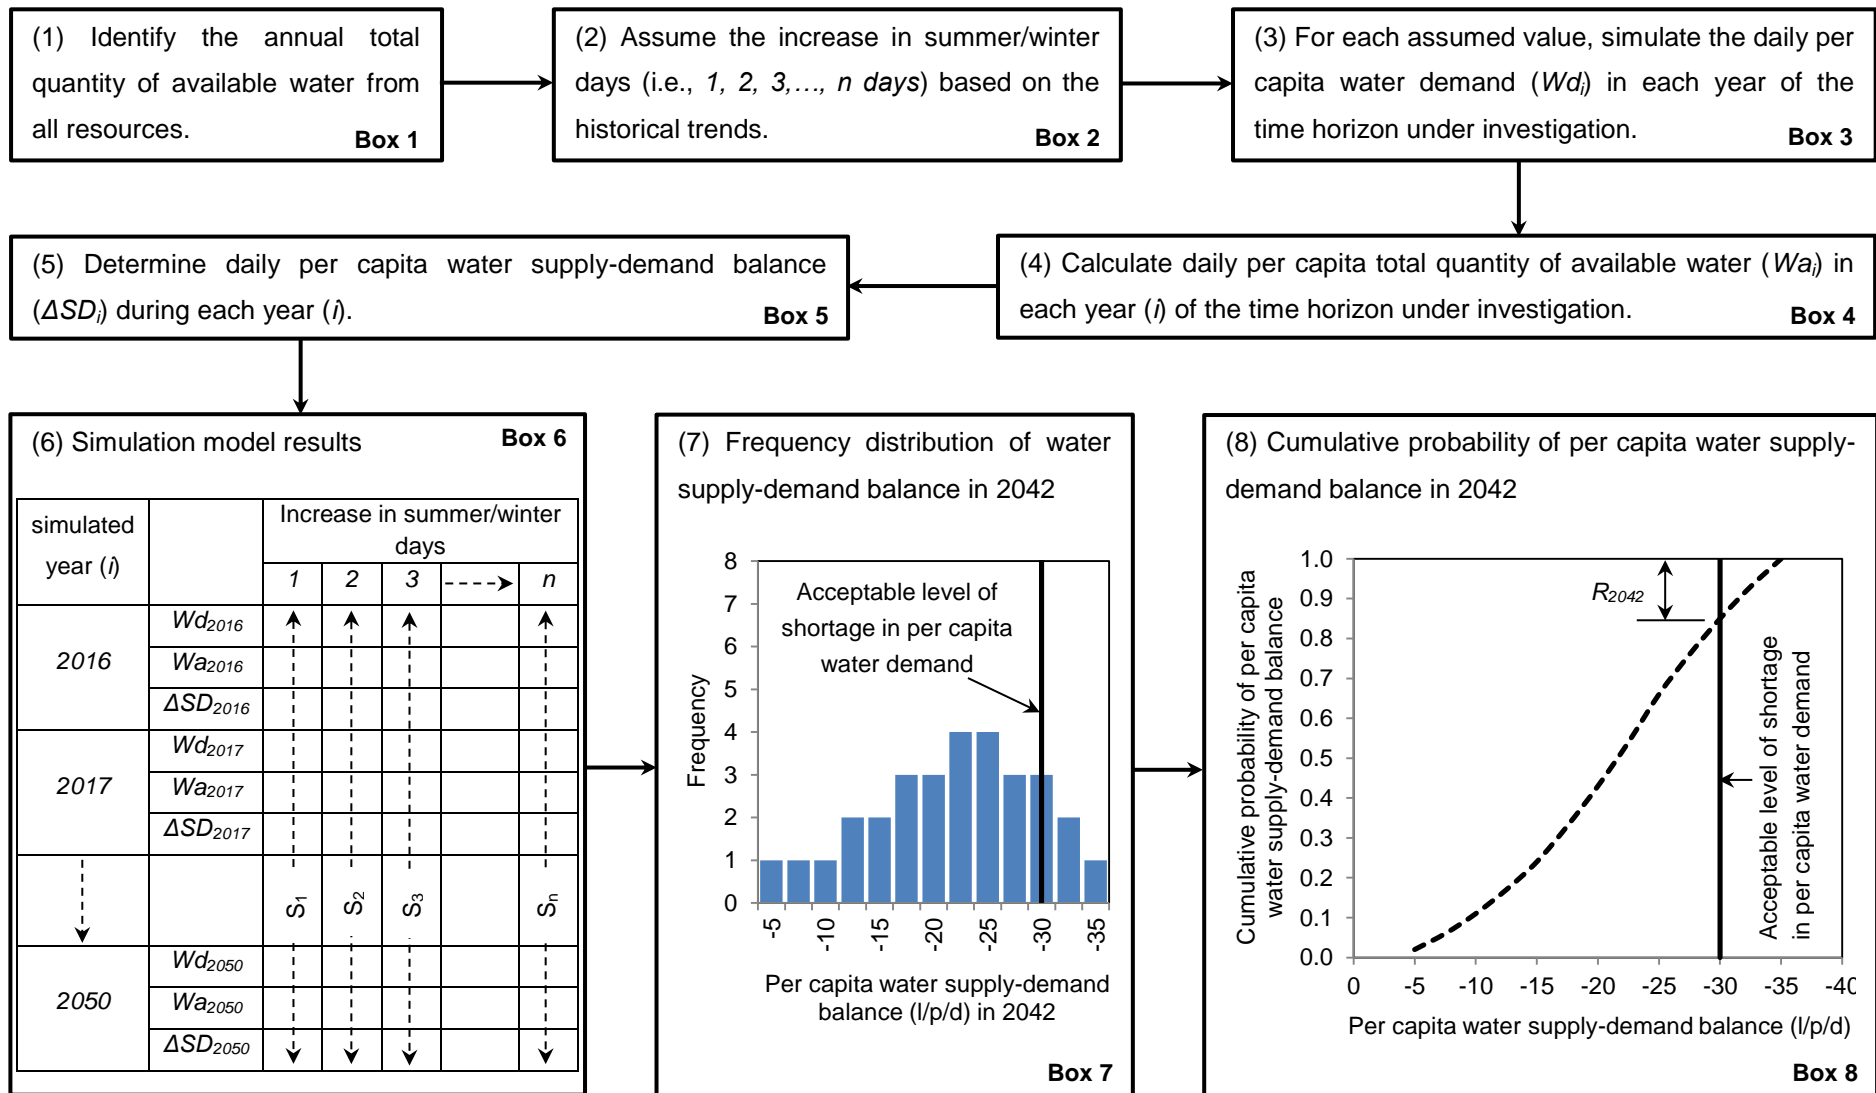 (1) Identify the annual total
quantity of available water from
all resources.
Box 1
(2) Assume the increase in summer/winter
days (i.e., 1, 2, 3,..., n days) based on the
historical trends.
Box 2
(3) For each assumed value, simulate the daily per
capita water demand (Wdi) in each year of the
time horizon under investigation.
Box 3
(4) Calculate daily per capita total quantity of available water (Wai) in
each year (i) of the time horizon under investigation.
Box 4
(5) Determine daily per capita water supply-demand balance
(ΔSDi) during each year (i).
Box 5
(6) Simulation model results
Box 6
simulated
year (i)
Increase in summer/winter
days
1 2 3 n
2016
Wd2016
Wa2016
ΔSD2016
2017
Wd2017
Wa2017
ΔSD2017
S1 S2 S3 Sn
2050
Wd2050
Wa2050
ΔSD2050
(7) Frequency distribution of water
supply-demand balance in 2042
8
7
6
5
4
3
2
1
0
Frequency
Acceptable level of
shortage in per capita
water demand
-5 -10 -15 -20 -25 -30 -35
Per capita water supply-demand
balance (l/p/d) in 2042
Box 7
(8) Cumulative probability of per capita water supply-
demand balance in 2042
Cumulative probability of per capita
water supply-demand balance
1.0
0.9
0.8
0.7
0.6
0.5
0.4
0.3
0.2
0.1
0.0
R2042
Acceptable level of shortage
in per capita water demand
0 -5 -10 -15 -20 -25 -30 -35 -40
Per capita water supply-demand balance (l/p/d)
Box 8